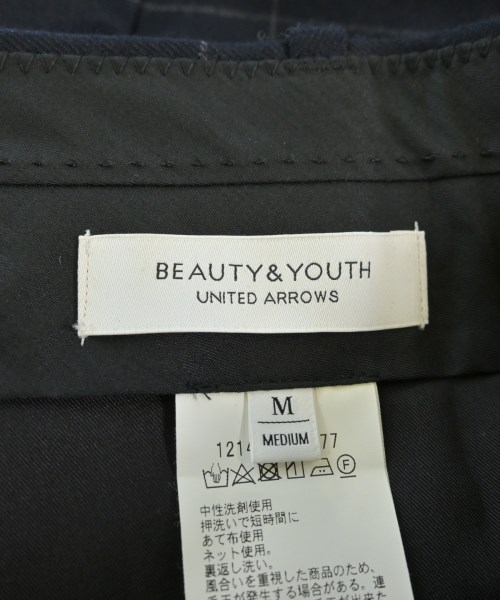 BEAUTY&YOUTH
UNITED ARROWS
M
MEDIUM
中性洗剤使用
押洗いで短時間に
あて布使用
ネット使用。
裏返し洗い。
風合いを重視した商品のため、
が発生する場合がある。連